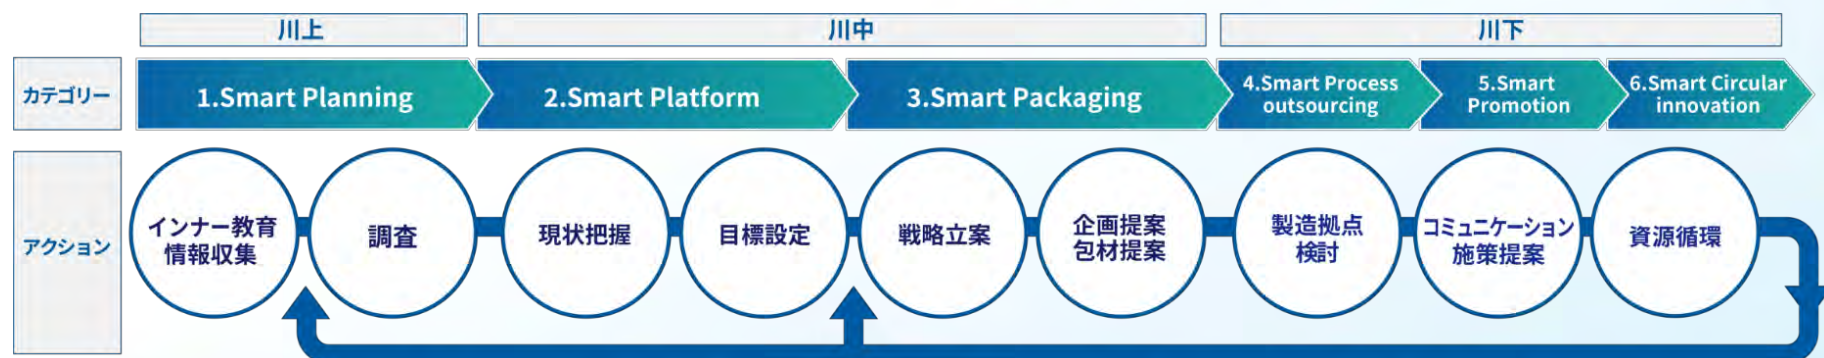 川上
川中
川下
カテゴリー
1.Smart Planning
2.Smart Platform
3.Smart Packaging
4.Smart Process
outsourcing
5.Smart
Promotion
6.Smart Circular
innovation
アクション
インナー教育
情報収集
調査
現状把握
目標設定
戦略立案
企画提案
包材提案
製造拠点
検討
コミュニケーション
施策提案
資源循環